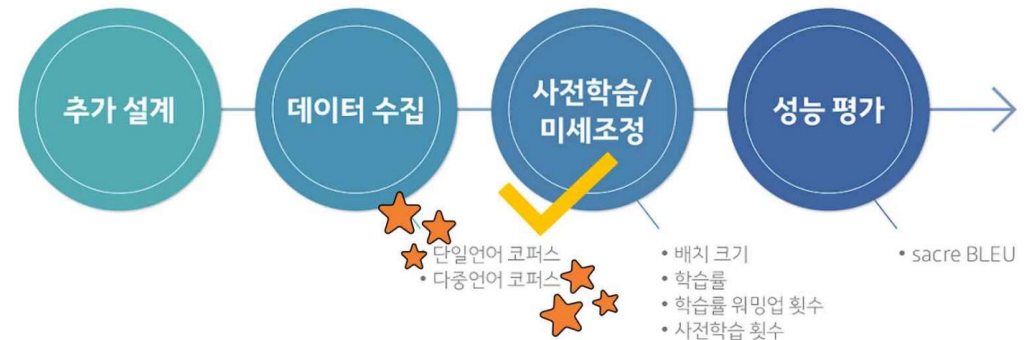 추가 설계
데이터 수집
사전학습/
미세조정
성능 평가
단일언어 코퍼스
• 다중언어 코퍼스
• 배치 크기
• 학습률
• 학습률 워밍업 횟수
• 사전학습 횟수
• sacre BLEU